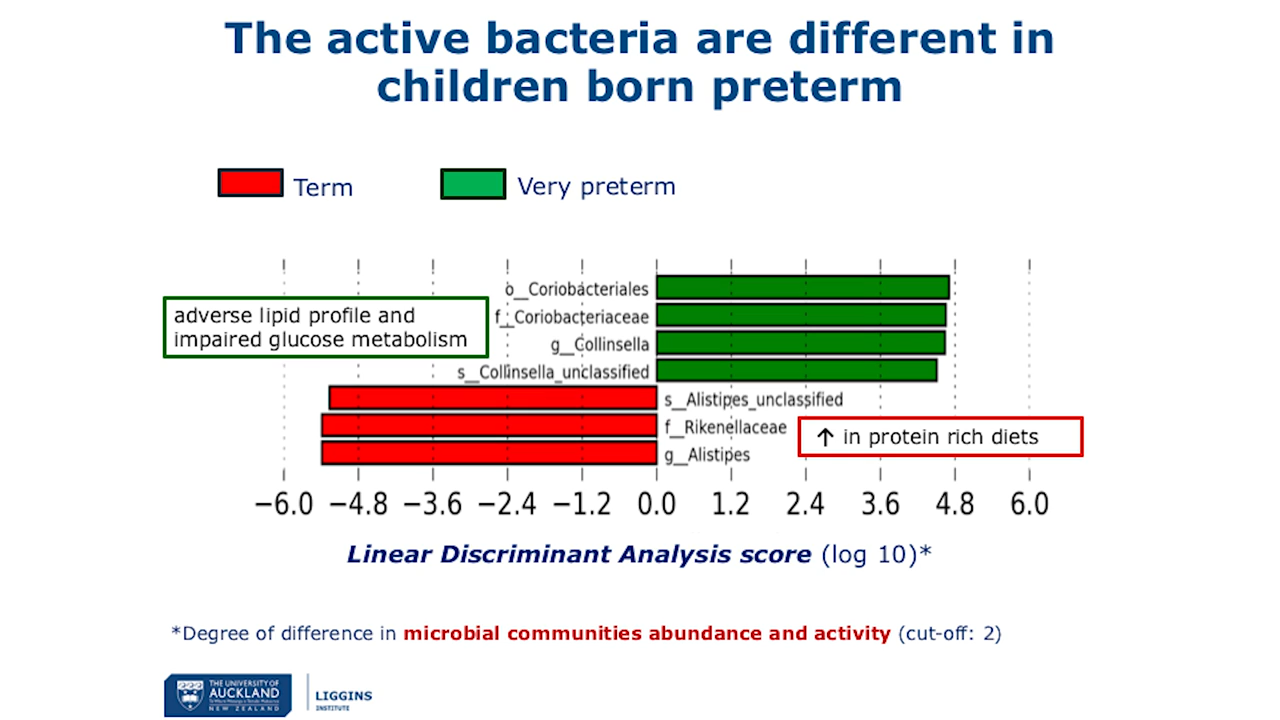 The active bacteria are different in
children born preterm
Term
Very preterm
o__Coriobacteriales
f__Coriobacteriaceae
g__Collinsella
s__Collinsella_unclassified
adverse lipid profile and
impaired glucose metabolism
s__Alistipes_unclassified
f__Rikenellaceae
g__Alistipes
↑ in protein rich diets
−6.0 −4.8 −3.6 −2.4 −1.2 0.0 1.2 2.4 3.6 4.8 6.0
Linear Discriminant Analysis score (log 10)*
*Degree of difference in microbial communities abundance and activity (cut-off: 2)
THE UNIVERSITY OF
AUCKLAND
NEW ZEALAND
LIGGINS
INSTITUTE